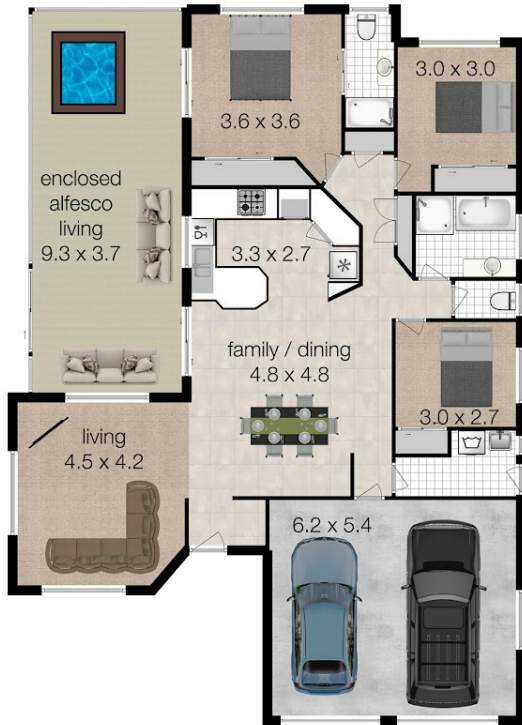 3.6 x 3.6
3.0 x 3.0
enclosed
alfesco
living
9.3 x 3.7
3.3 x 2.7
family / dining
4.8 x 4.8
3.0 x 2.7
living
4.5 x 4.2
6.2 x 5.4